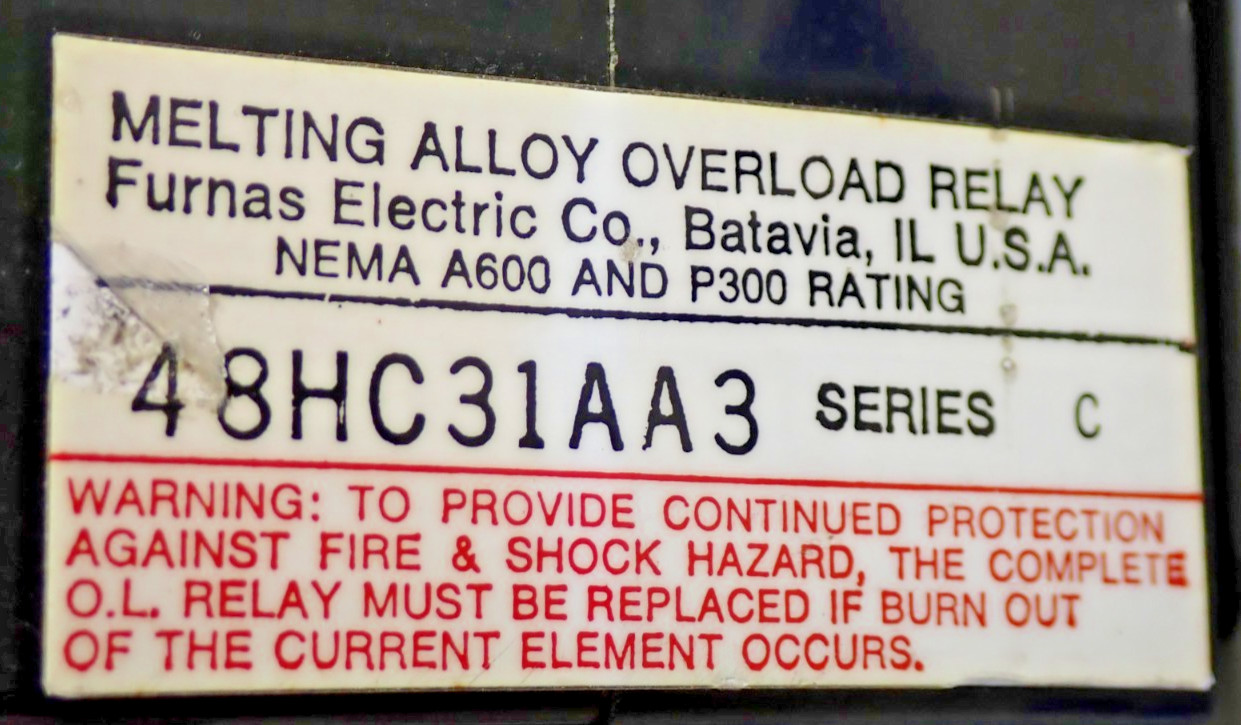 MELTING ALLOY OVERLOAD RELAY
Furnas Electric Co., Batavia, IL U.S.A.
NEMA A600 AND P300 RATING
48HC31AA3 SERIES C
WARNING: TO PROVIDE CONTINUED PROTECTION
AGAINST FIRE & SHOCK HAZARD, THE COMPLETE
O.L. RELAY MUST BE REPLACED IF BURN OUT
OF THE CURRENT ELEMENT OCCURS.